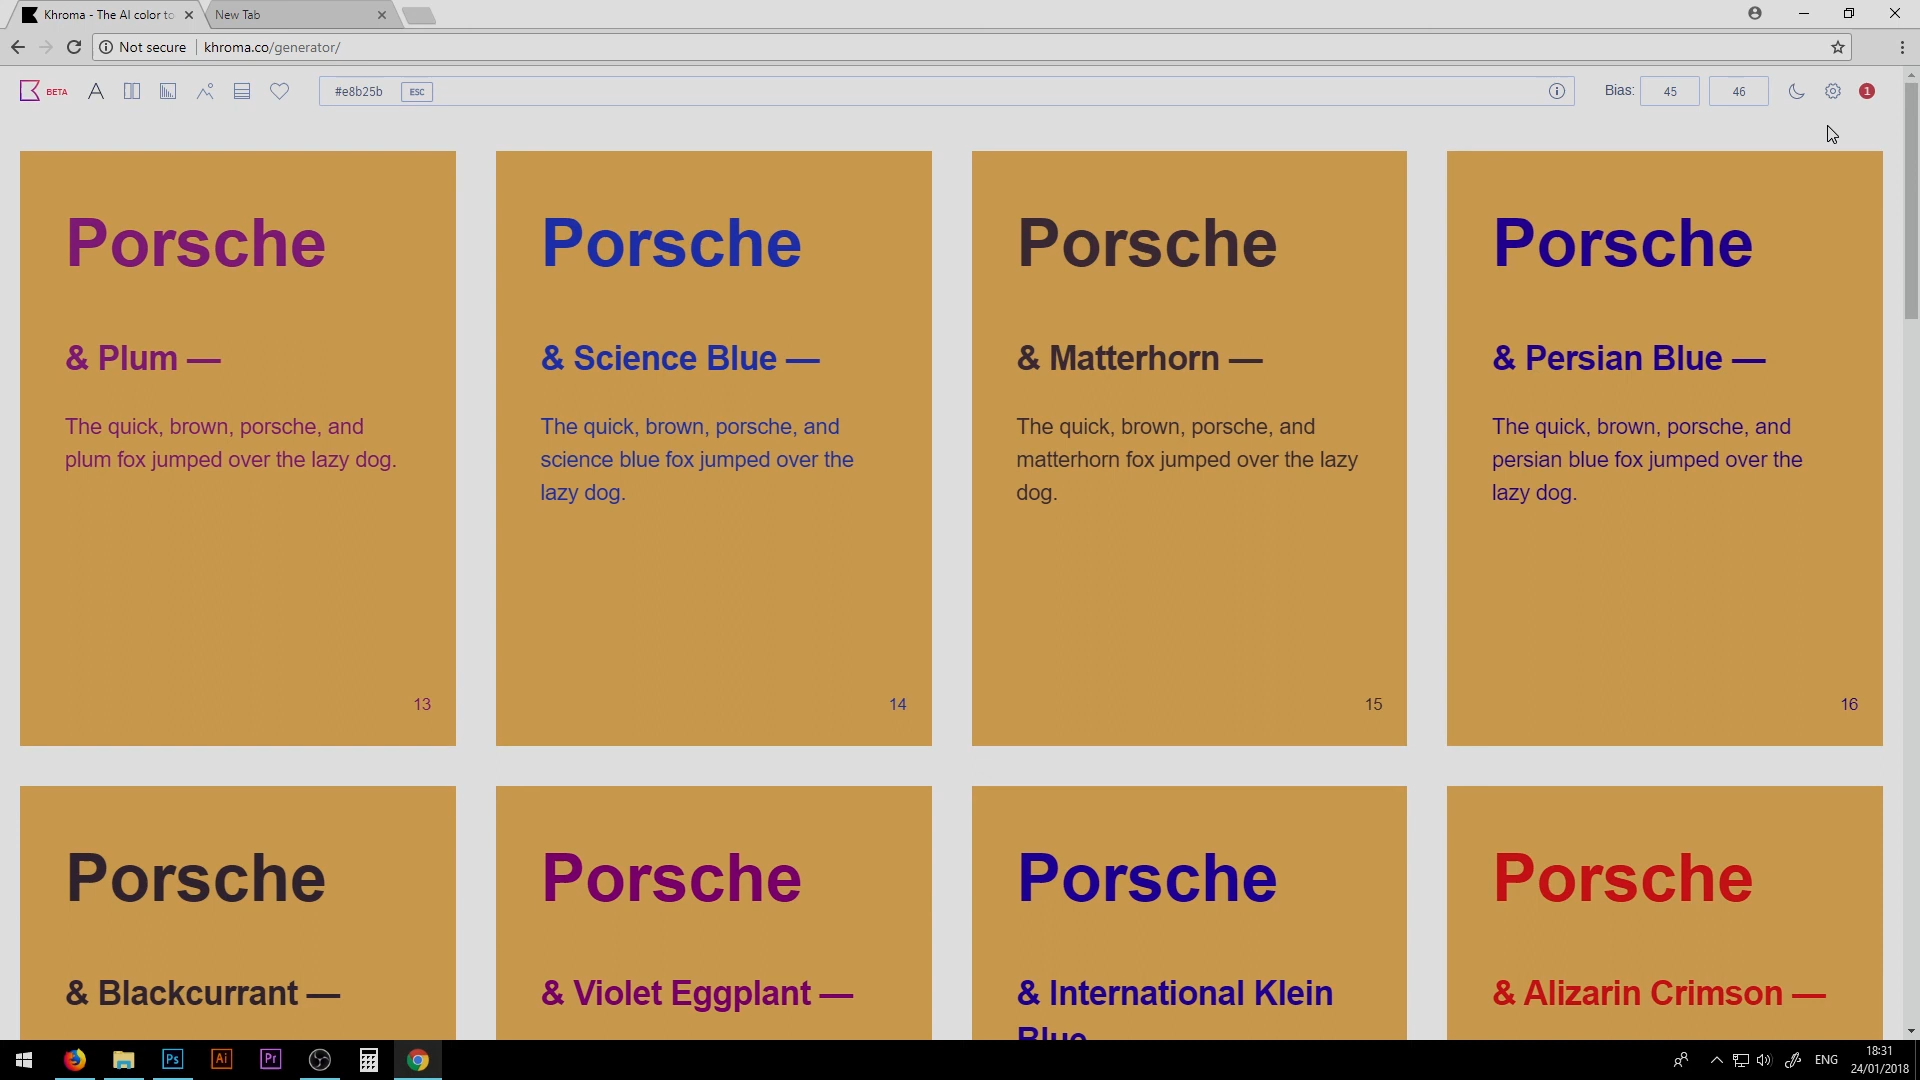 Khroma - The AI color to
New Tab
Not secure
khroma.co/generator/
BETA
#e8b25b
ESC
Bias:
45
46
1
Porsche
& Plum —
The quick, brown, porsche, and
plum fox jumped over the lazy dog.
13
Porsche
& Science Blue —
The quick, brown, porsche, and
science blue fox jumped over the
lazy dog.
14
Porsche
& Matterhorn —
The quick, brown, porsche, and
matterhorn fox jumped over the lazy
dog.
15
Porsche
& Persian Blue —
The quick, brown, porsche, and
persian blue fox jumped over the
lazy dog.
16
Porsche
& Blackcurrant —
Porsche
& Violet Eggplant —
Porsche
& International Klein
Blue
Porsche
& Alizarin Crimson —
Ps
Ai
Pr
ENG
18:31
24/01/2018